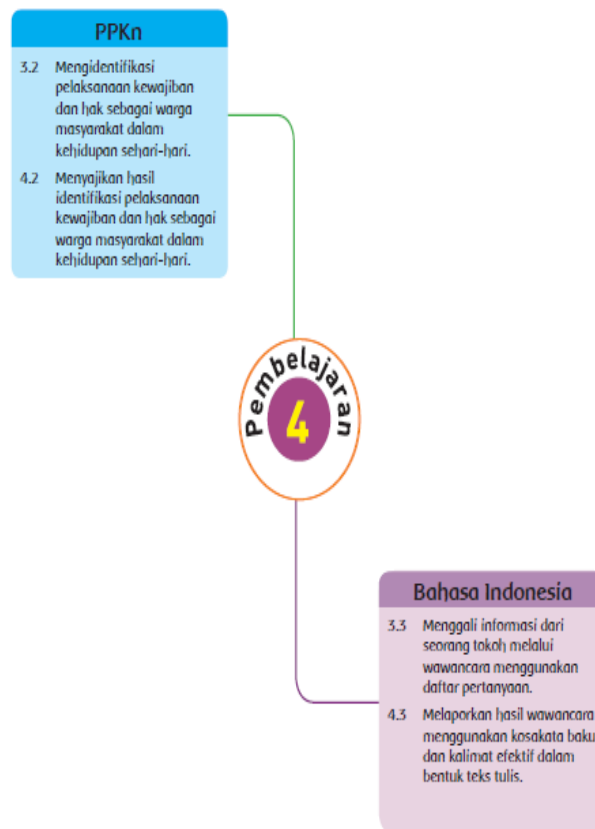 PPKn
3.2 Mengidentifikasi
pelaksanaan kewajiban
dan hak sebagai warga
masyarakat dalam
kehidupan sehari-hari.
4.2 Menyajikan hasil
identifikasi pelaksanaan
kewajiban dan hak sebagai
warga masyarakat dalam
kehidupan sehari-hari.
Pembelajaran
4
Bahasa Indonesia
3.3 Menggali informasi dari
seorang tokoh melalui
wawancara menggunakan
daftar pertanyaan.
4.3 Melaporkan hasil wawancara
menggunakan kosakata baku
dan kalimat efektif dalam
bentuk teks tulis.